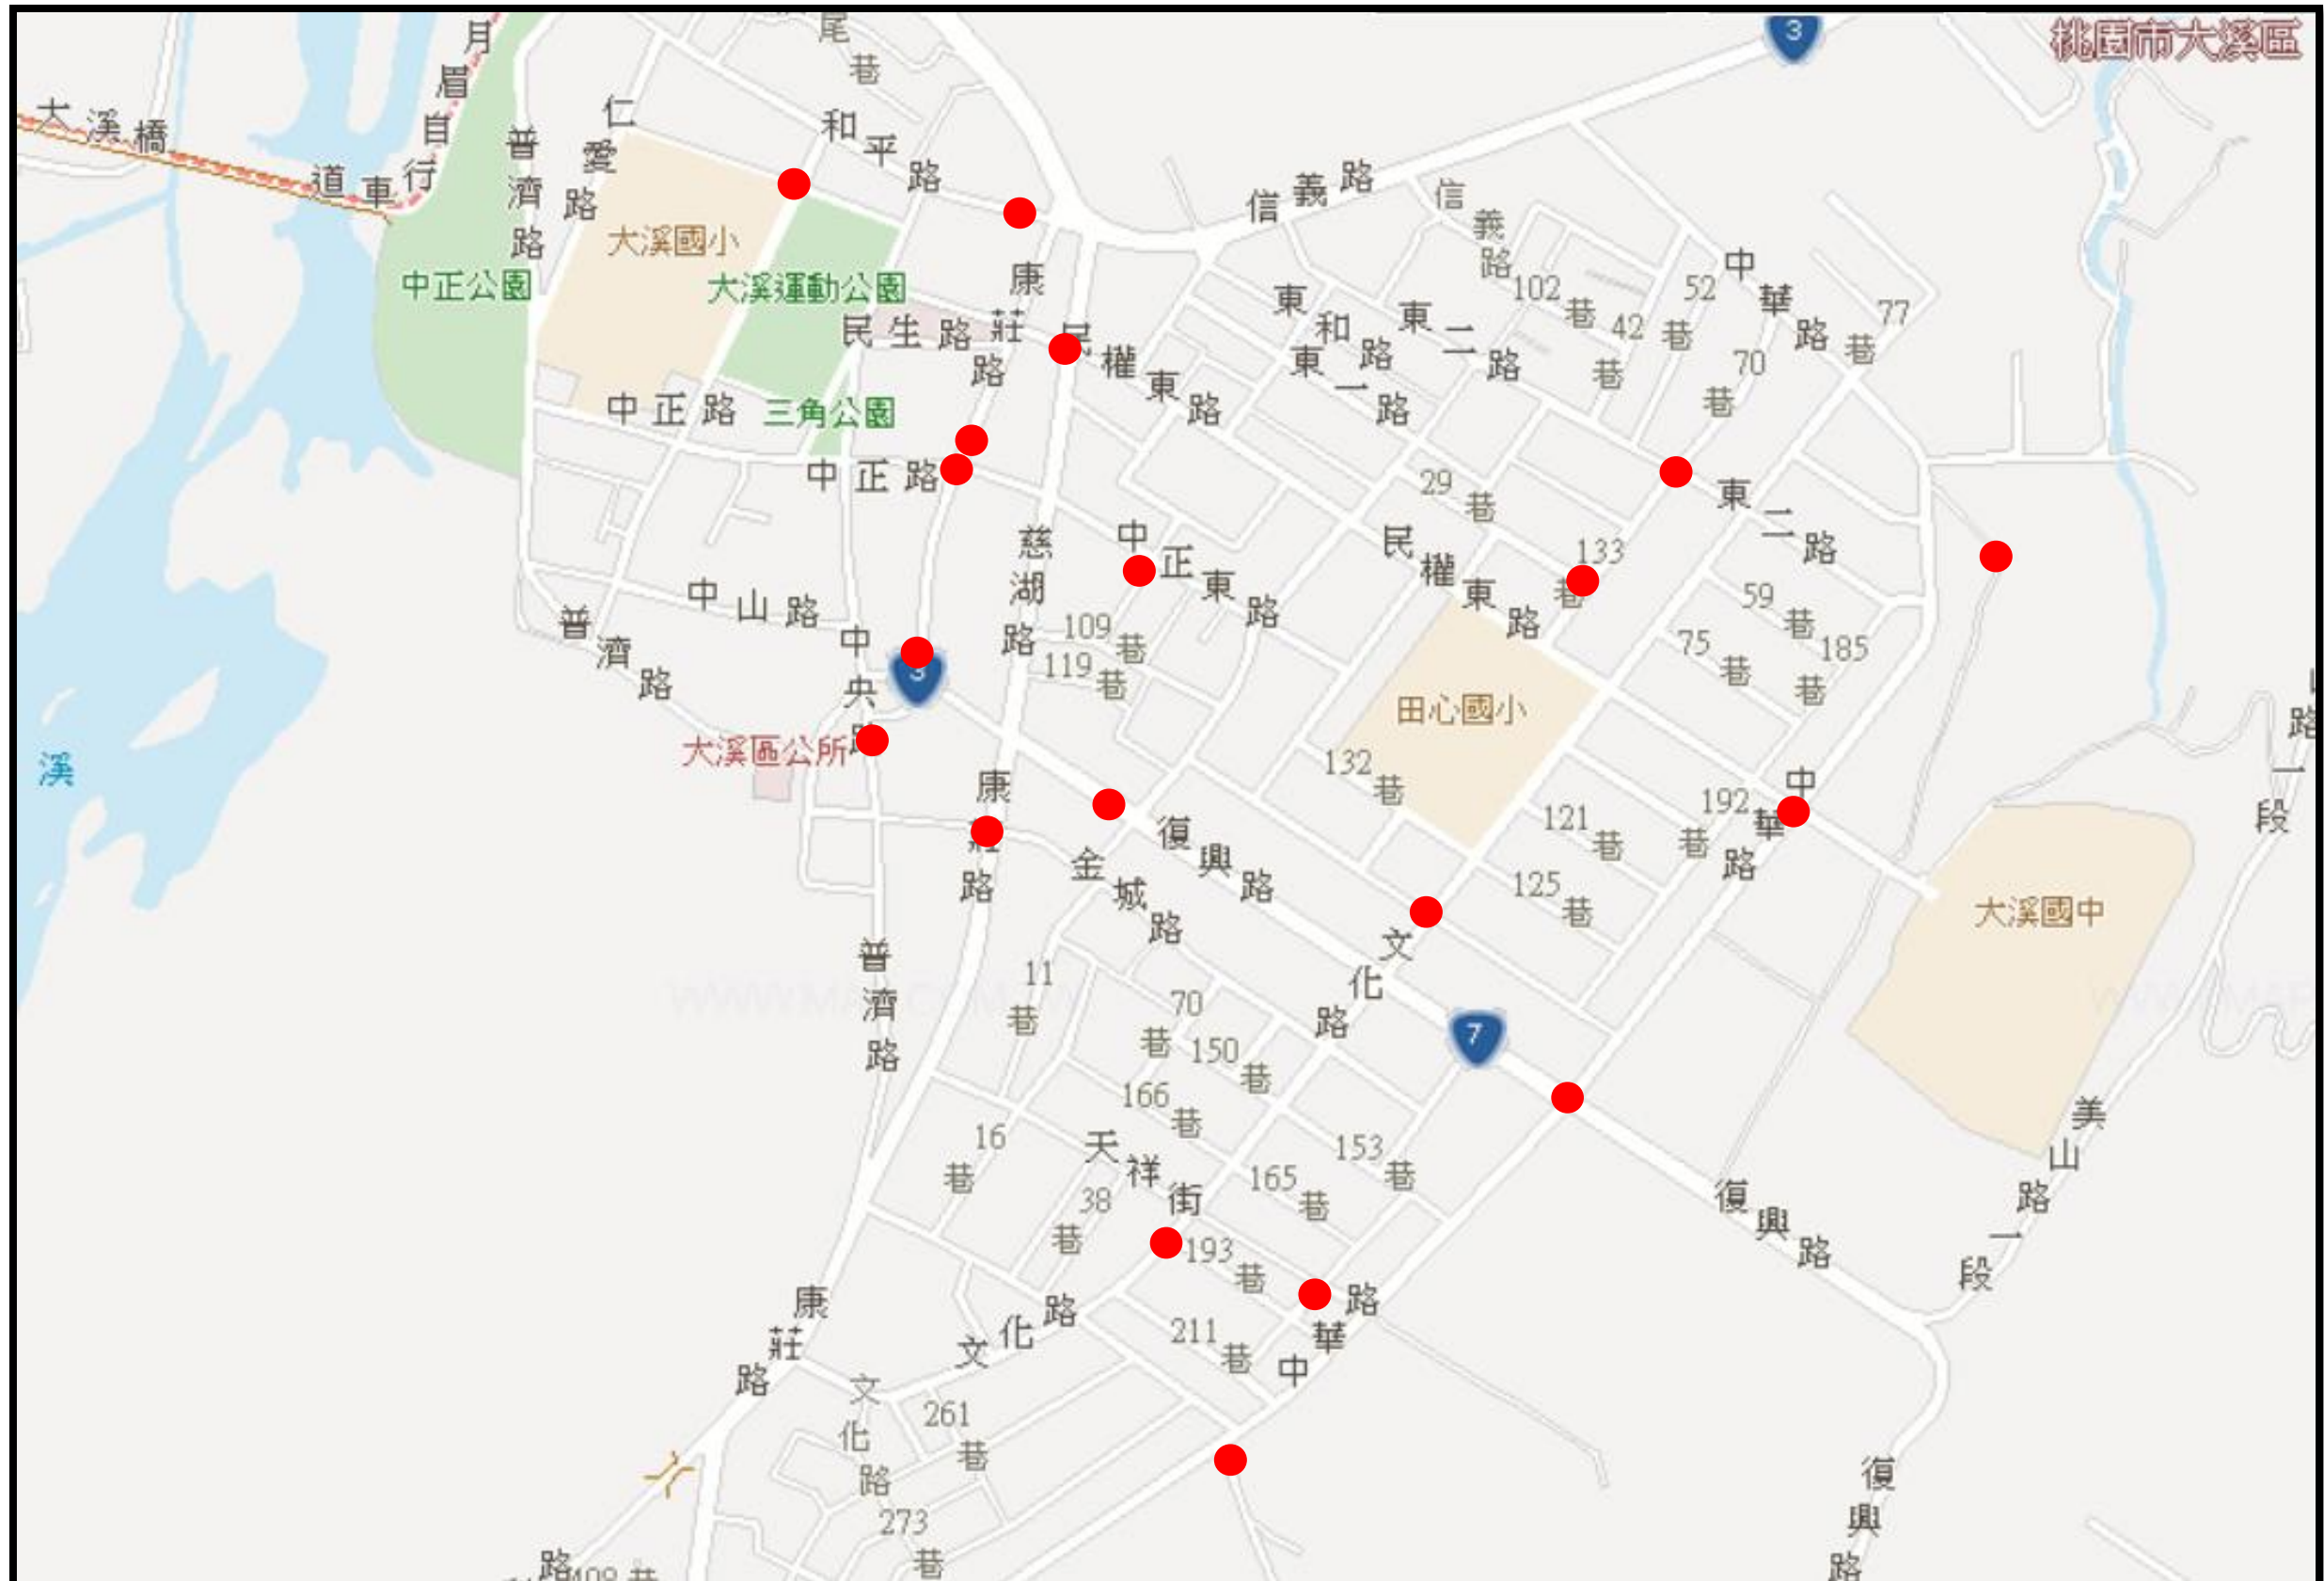 3
桃園市大溪區
月眉自行車道
尾巷
大溪橋
仁愛路
普濟路
和平路
信義路
信義路
大溪國小
中正公園
大溪運動公園
康莊路
民生路
民權東路
東和路
東一路
東二路
102巷
42巷
52巷
70巷
中華路
77巷
中正路
三角公園
中正路
慈湖路
中正東路
29巷
民權東路
133巷
東二路
59巷
75巷
185巷
中山路
普濟路
中央路
3
109巷
119巷
田心國小
大溪區公所
溪
132巷
192巷
中華路
康莊路
金城路
復興路
121巷
125巷
大溪國中
路一段
文化路
普濟路
11巷
70巷
150巷
7
166巷
16巷
天祥街
38巷
153巷
165巷
193巷
美山路一段
復興路
康莊路
文化路
211巷
中華路
文化路
261巷
273巷
復興路
路